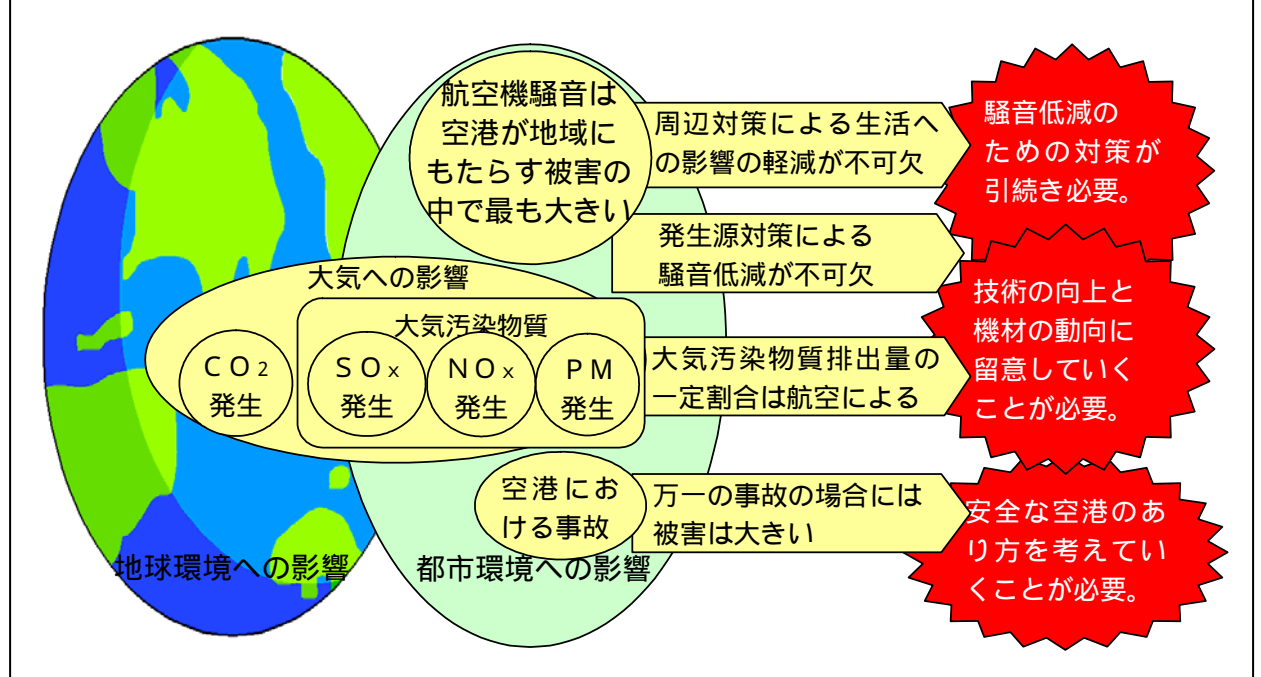 航空機騒音は
空港が地域に
もたらす被害の
中で最も大きい
周辺対策による生活へ
の影響の軽減が不可欠
騒音低減の
ための対策が
引続き必要。
発生源対策による
騒音低減が不可欠
大気への影響
大気汚染物質
CO2
発生
SOx
発生
NOx
発生
PM
発生
大気汚染物質排出量の
一定割合は航空による
技術の向上と
機材の動向に
留意していく
ことが必要。
空港にお
ける事故
万一の事故の場合には
被害は大きい
安全な空港のあ
り方を考えてい
くことが必要。
地球環境への影響
都市環境への影響